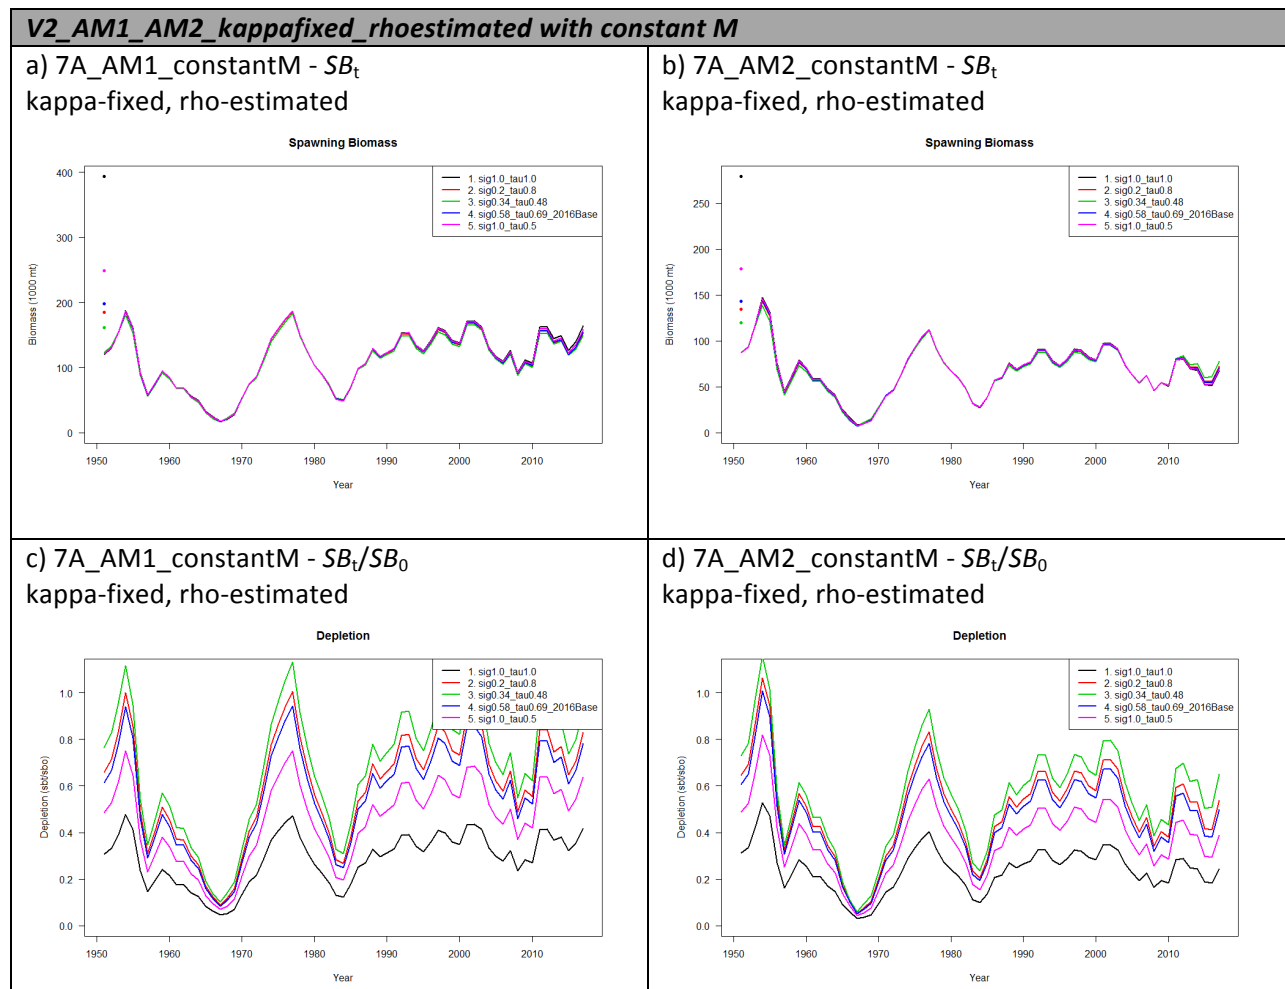 V2_AM1_AM2_kappafixed_rhoestimated with constant M
a) 7A_AM1_constantM - SBt
kappa-fixed, rho-estimated
Spawning Biomass
400
300
200
100
0
Biomass (1000 mt)
1. sig1.0_tau1.0
2. sig0.2_tau0.8
3. sig0.34_tau0.48
4. sig0.58_tau0.69_2016Base
5. sig1.0_tau0.5
1950 1960 1970 1980 1990 2000 2010
Year
b) 7A_AM2_constantM - SBt
kappa-fixed, rho-estimated
Spawning Biomass
250
200
150
100
50
0
Biomass (1000 mt)
1. sig1.0_tau1.0
2. sig0.2_tau0.8
3. sig0.34_tau0.48
4. sig0.58_tau0.69_2016Base
5. sig1.0_tau0.5
1950 1960 1970 1980 1990 2000 2010
Year
c) 7A_AM1_constantM - SBt/SB0
kappa-fixed, rho-estimated
Depletion
1.0
0.8
0.6
0.4
0.2
0.0
Depletion (sbt/sbo)
1. sig1.0_tau1.0
2. sig0.2_tau0.8
3. sig0.34_tau0.48
4. sig0.58_tau0.69_2016Base
5. sig1.0_tau0.5
1950 1960 1970 1980 1990 2000 2010
Year
d) 7A_AM2_constantM - SBt/SB0
kappa-fixed, rho-estimated
Depletion
1.0
0.8
0.6
0.4
0.2
0.0
Depletion (sbt/sbo)
1. sig1.0_tau1.0
2. sig0.2_tau0.8
3. sig0.34_tau0.48
4. sig0.58_tau0.69_2016Base
5. sig1.0_tau0.5
1950 1960 1970 1980 1990 2000 2010
Year